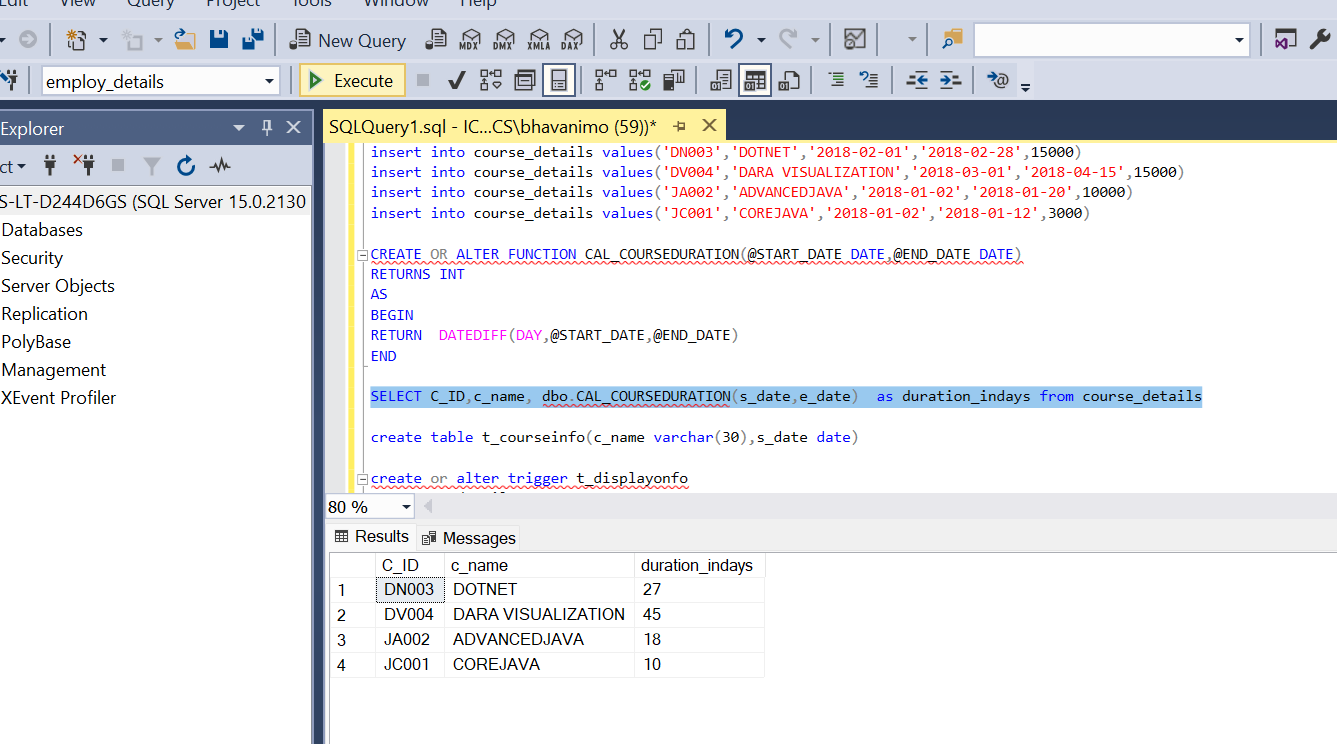 Edit View Query Project Tools Window Help
New Query MDX DMX XMLA DAX
employ_details Execute
Explorer
SQLQuery1.sql - IC...CS\bhavanimo (59))*
ct
S-LT-D244D6GS (SQL Server 15.0.2130
Databases
Security
Server Objects
Replication
PolyBase
Management
XEvent Profiler
insert into course_details values('DN003','DOTNET','2018-02-01','2018-02-28',15000)
insert into course_details values('DV004','DARA VISUALIZATION','2018-03-01','2018-04-15',15000)
insert into course_details values('JA002','ADVANCEDJAVA','2018-01-02','2018-01-20',10000)
insert into course_details values('JC001','COREJAVA','2018-01-02','2018-01-12',3000)
CREATE OR ALTER FUNCTION CAL_COURSEDURATION(@START_DATE DATE,@END_DATE DATE)
RETURNS INT
AS
BEGIN
RETURN DATEDIFF(DAY,@START_DATE,@END_DATE)
END
SELECT C_ID,c_name, dbo.CAL_COURSEDURATION(s_date,e_date) as duration_indays from course_details
create table t_courseinfo(c_name varchar(30),s_date date)
create or alter trigger t_displayonfo
80 %
Results Messages
C_ID c_name duration_indays
1 DN003 DOTNET 27
2 DV004 DARA VISUALIZATION 45
3 JA002 ADVANCEDJAVA 18
4 JC001 COREJAVA 10